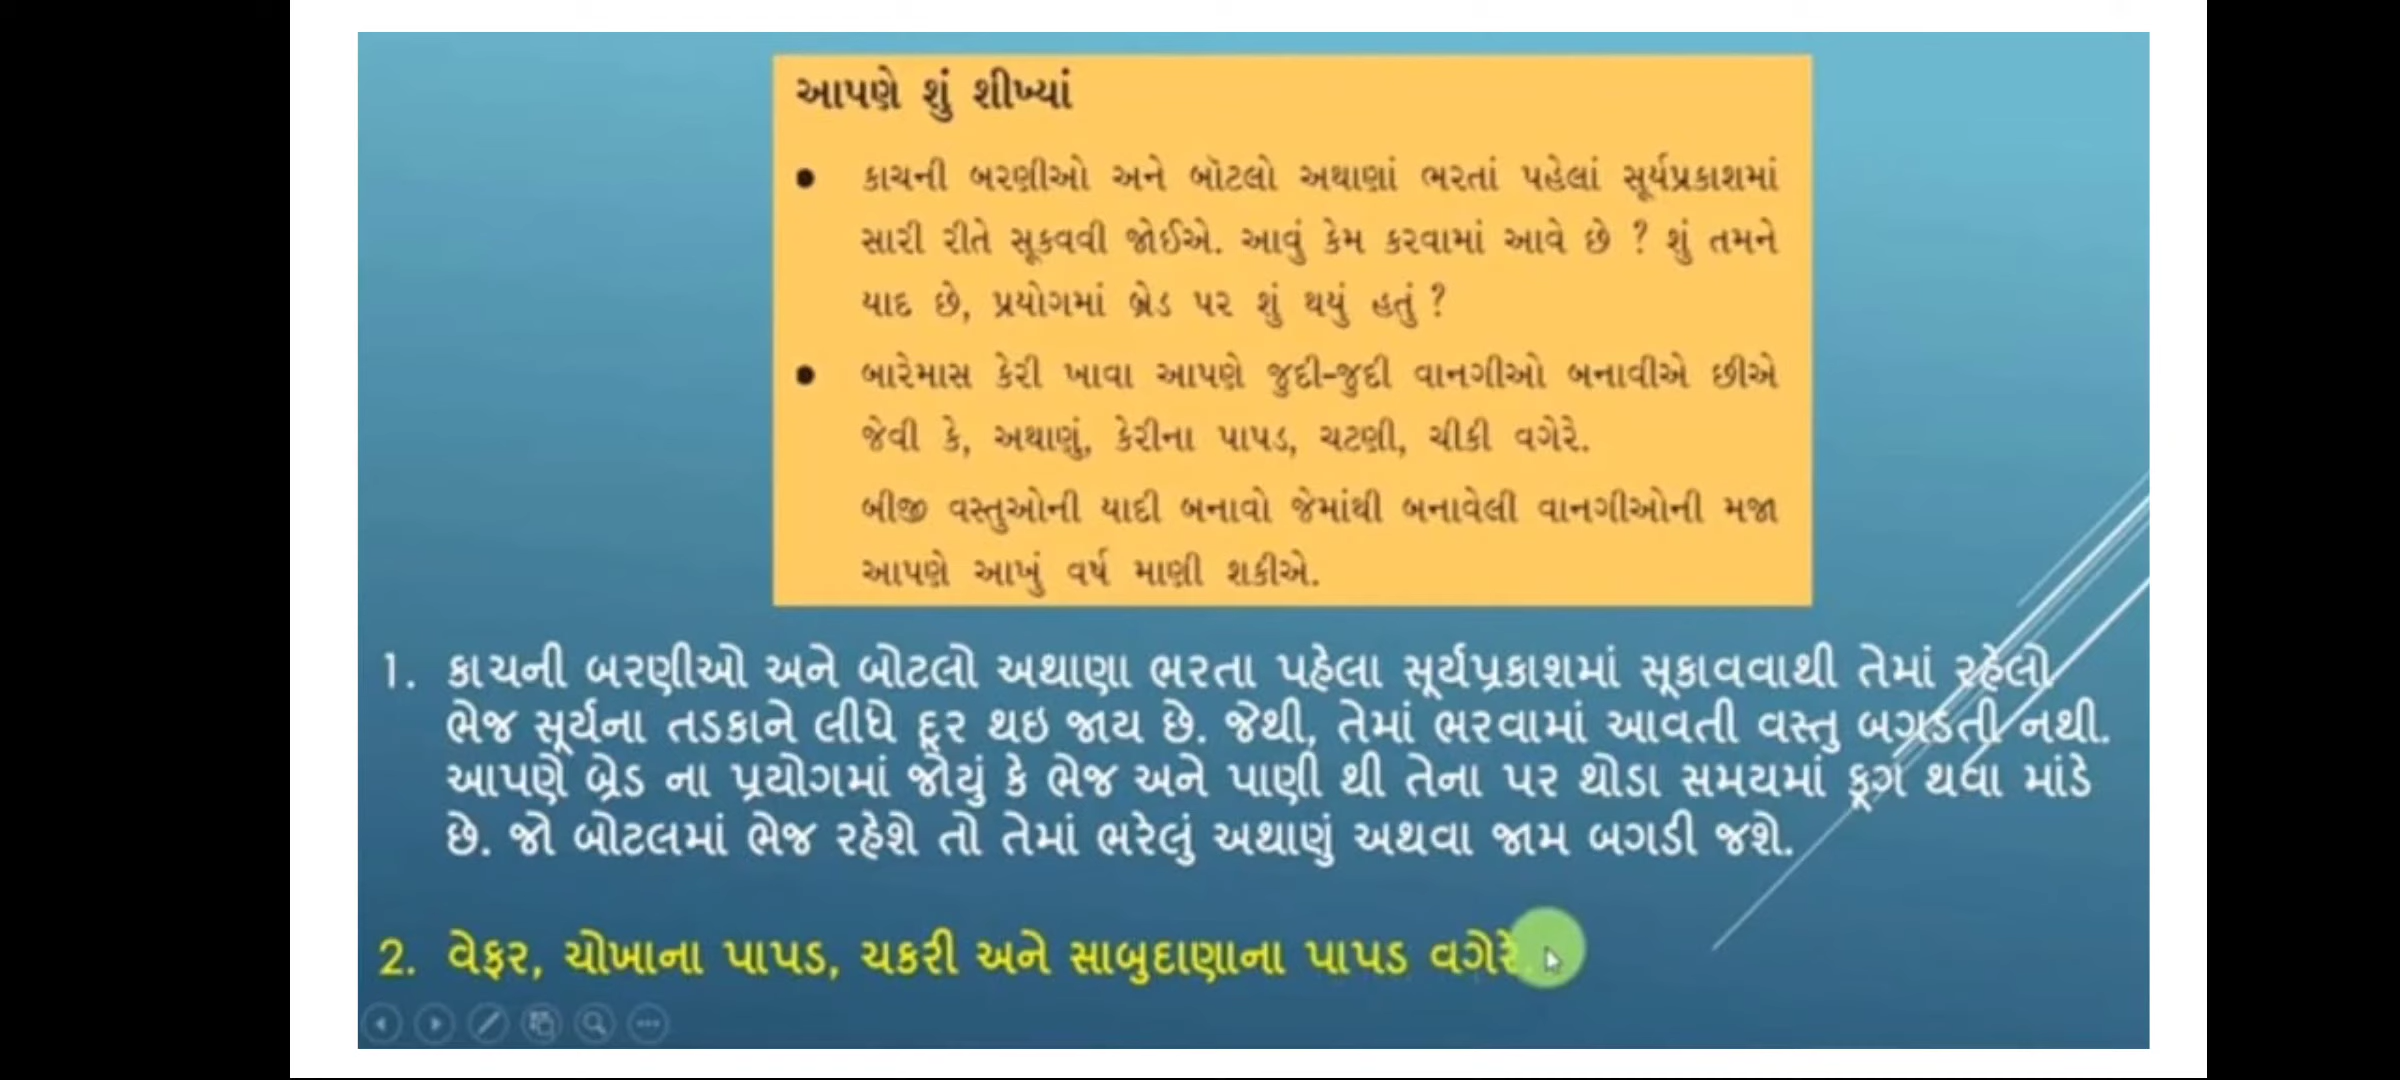 આપણે શું શીખ્યાં
● કાચની બરણીઓ અને બૉટલો અથાણાં ભરતાં પહેલાં સૂર્યપ્રકાશમાં
સારી રીતે સૂકવવી જોઈએ. આવું કેમ કરવામાં આવે છે ? શું તમને
યાદ છે, પ્રયોગમાં બ્રેડ પર શું થયું હતું ?
● બારેમાસ કેરી ખાવા આપણે જુદી-જુદી વાનગીઓ બનાવીએ છીએ
જેવી કે, અથાણું, કેરીના પાપડ, ચટણી, ચીકી વગેરે.
બીજી વસ્તુઓની યાદી બનાવો જેમાંથી બનાવેલી વાનગીઓની મજા
આપણે આખું વર્ષ માણી શકીએ.
1. કાચની બરણીઓ અને બોટલો અથાણા ભરતા પહેલા સૂર્યપ્રકાશમાં સૂકાવવાથી તેમાં રહેલો
ભેજ સૂર્યના તડકાને લીધે દૂર થઇ જાય છે. જેથી, તેમાં ભરવામાં આવતી વસ્તુ બગડતી નથી.
આપણે બ્રેડ ના પ્રયોગમાં જોયું કે ભેજ અને પાણી થી તેના પર થોડા સમયમાં ફૂગ થવા માંડે
છે. જો બોટલમાં ભેજ રહેશે તો તેમાં ભરેલું અથાણું અથવા જામ બગડી જશે.
2. વેફર, ચોખાના પાપડ, ચકરી અને સાબુદાણાના પાપડ વગેરે.